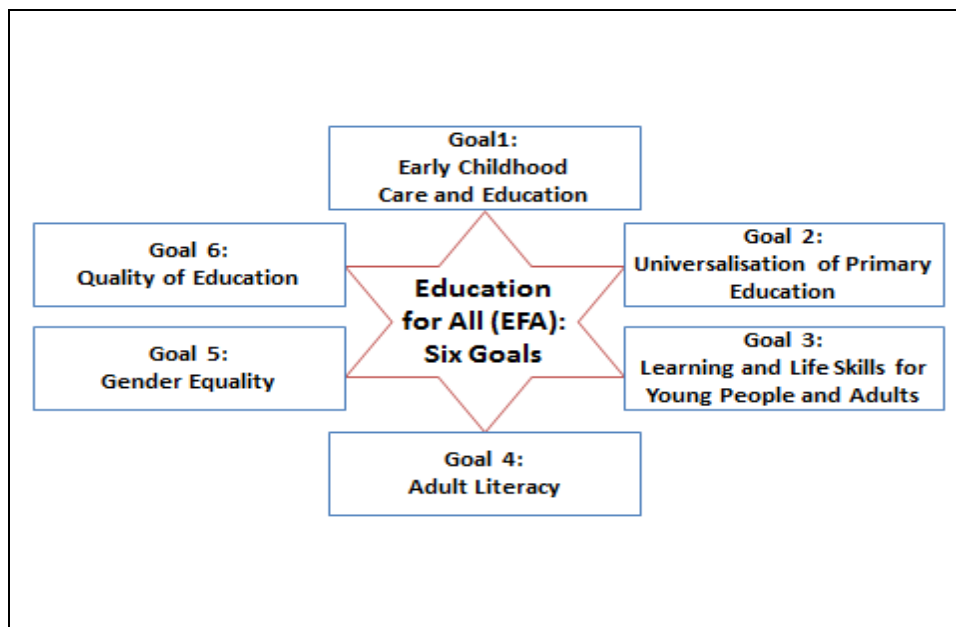 Goal1:
Early Childhood
Care and Education
Goal 6:
Quality of Education
Goal 2:
Universalisation of Primary
Education
Education
for All (EFA):
Six Goals
Goal 5:
Gender Equality
Goal 3:
Learning and Life Skills for
Young People and Adults
Goal 4:
Adult Literacy